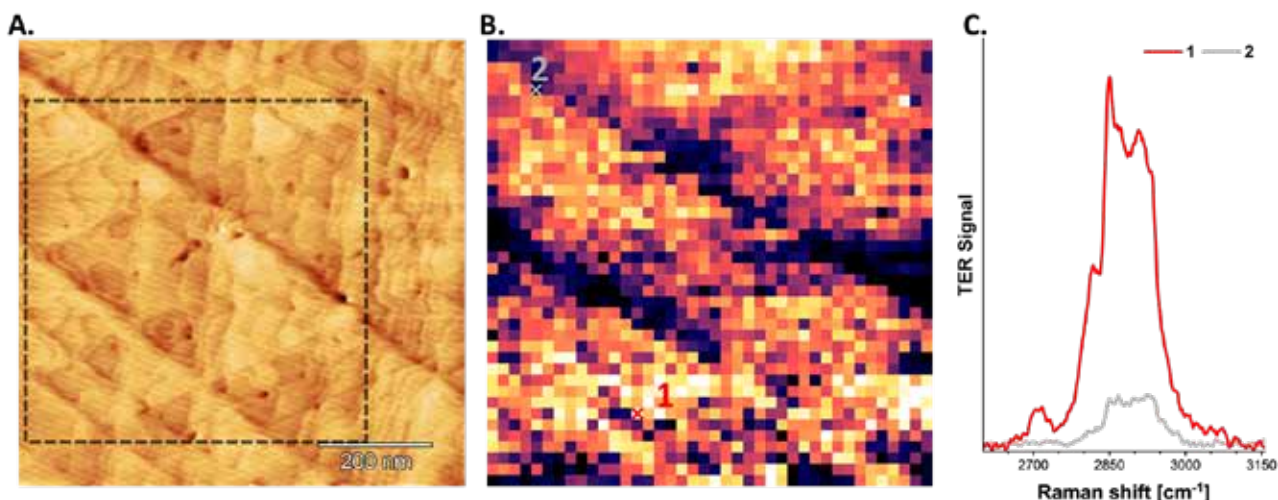 A.
200 nm
B.
2
1
C.
1
2
TER Signal
2700
2850
3000
3150
Raman shift [cm⁻¹]